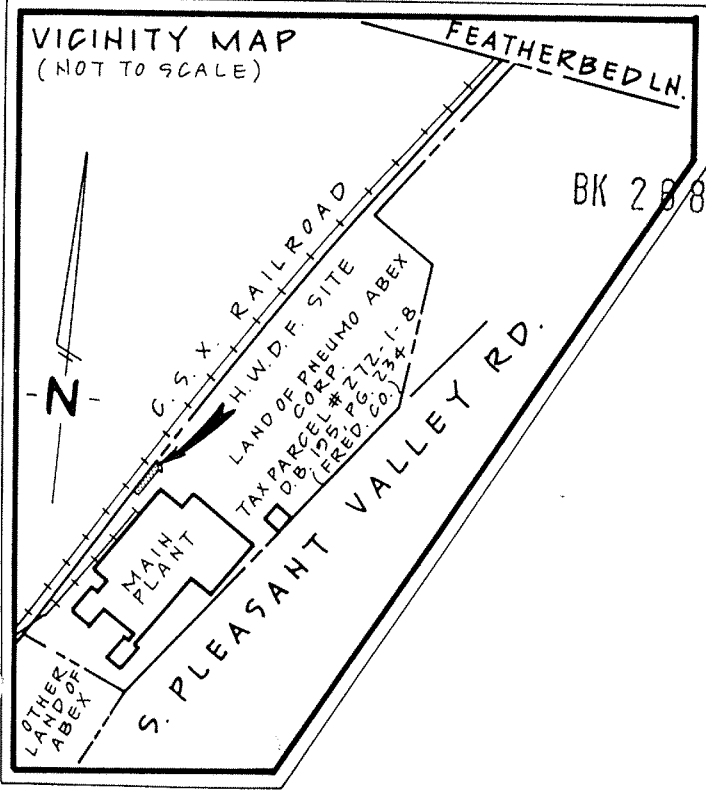 VICINITY MAP
(NOT TO SCALE)
FEATHERBED LN.
BK 288
C.S.X. RAILROAD
H.W.D.F. SITE
LAND OF PNEUMO ABEX
CORP.
TAX PARCEL # 272-1-8
D.B. 195, PG. 234
(FRED. CO.)
N
MAIN
PLANT
S. PLEASANT VALLEY RD.
OTHER
LAND OF
ABEX